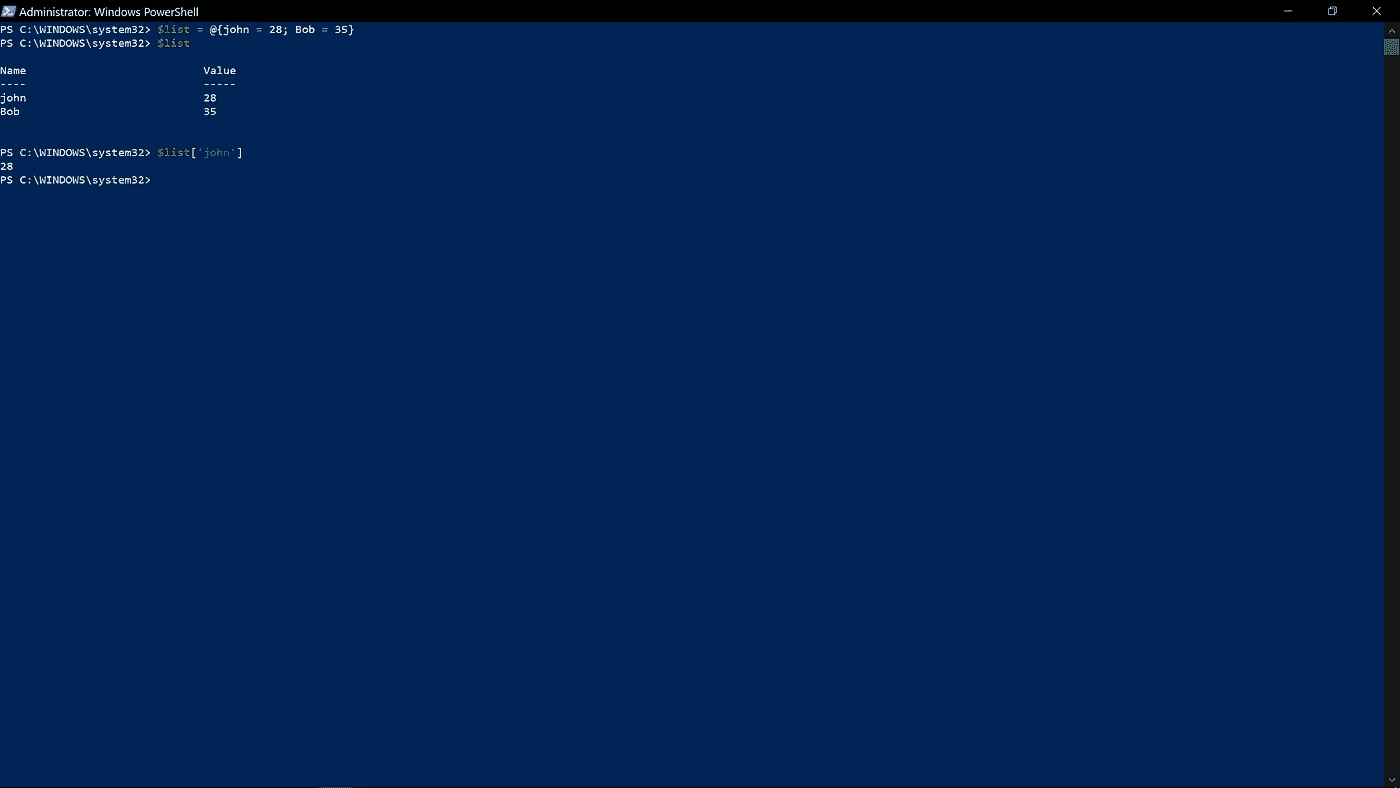 Administrator: Windows PowerShell
PS C:\WINDOWS\system32> $list = @{john = 28; Bob = 35}
PS C:\WINDOWS\system32> $list
Name Value
---- -----
john 28
Bob 35
PS C:\WINDOWS\system32> $list['john']
28
PS C:\WINDOWS\system32>